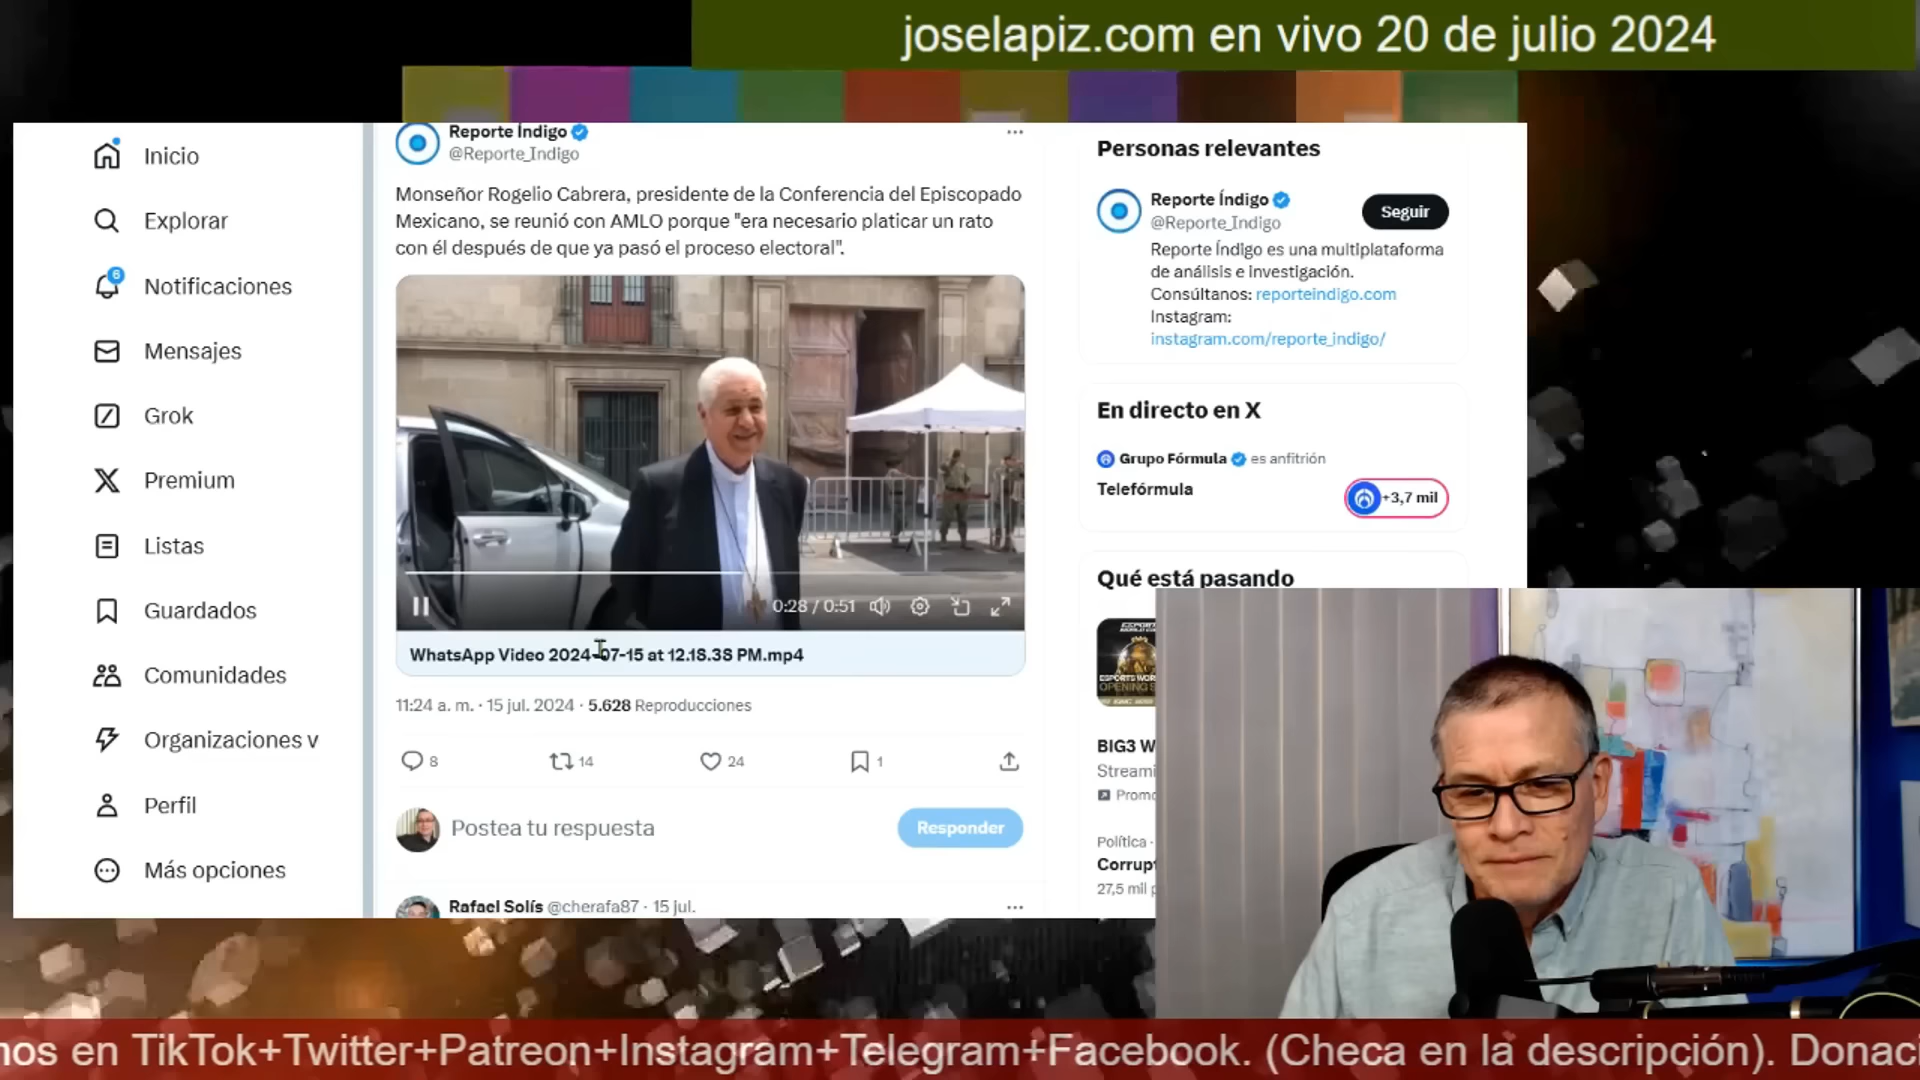 joselapiz.com en vivo 20 de julio 2024
Inicio
Explorar
6
Notificaciones
Mensajes
Grok
Premium
Listas
Guardados
Comunidades
Organizaciones v
Perfil
Más opciones
Reporte Índigo
@Reporte_Indigo
Monseñor Rogelio Cabrera, presidente de la Conferencia del Episcopado
Mexicano, se reunió con AMLO porque "era necesario platicar un rato
con él después de que ya pasó el proceso electoral".
0:28 / 0:51
WhatsApp Video 2024-07-15 at 12.18.38 PM.mp4
11:24 a. m. · 15 jul. 2024 · 5.628 Reproducciones
8 14 24 1
Postea tu respuesta
Responder
Rafael Solís @cherafa87 · 15 jul.
Personas relevantes
Reporte Índigo
@Reporte_Indigo
Seguir
Reporte Índigo es una multiplataforma
de análisis e investigación.
Consúltanos: reporteindigo.com
Instagram:
instagram.com/reporte_indigo/
En directo en X
Grupo Fórmula es anfitrión
Telefórmula
+3,7 mil
Qué está pasando
BIG3 W
Streami
Promo
Política ·
Corrupt
27,5 mil p
nos en TikTok+Twitter+Patreon+Instagram+Telegram+Facebook. (Checa en la descripción). Donaci